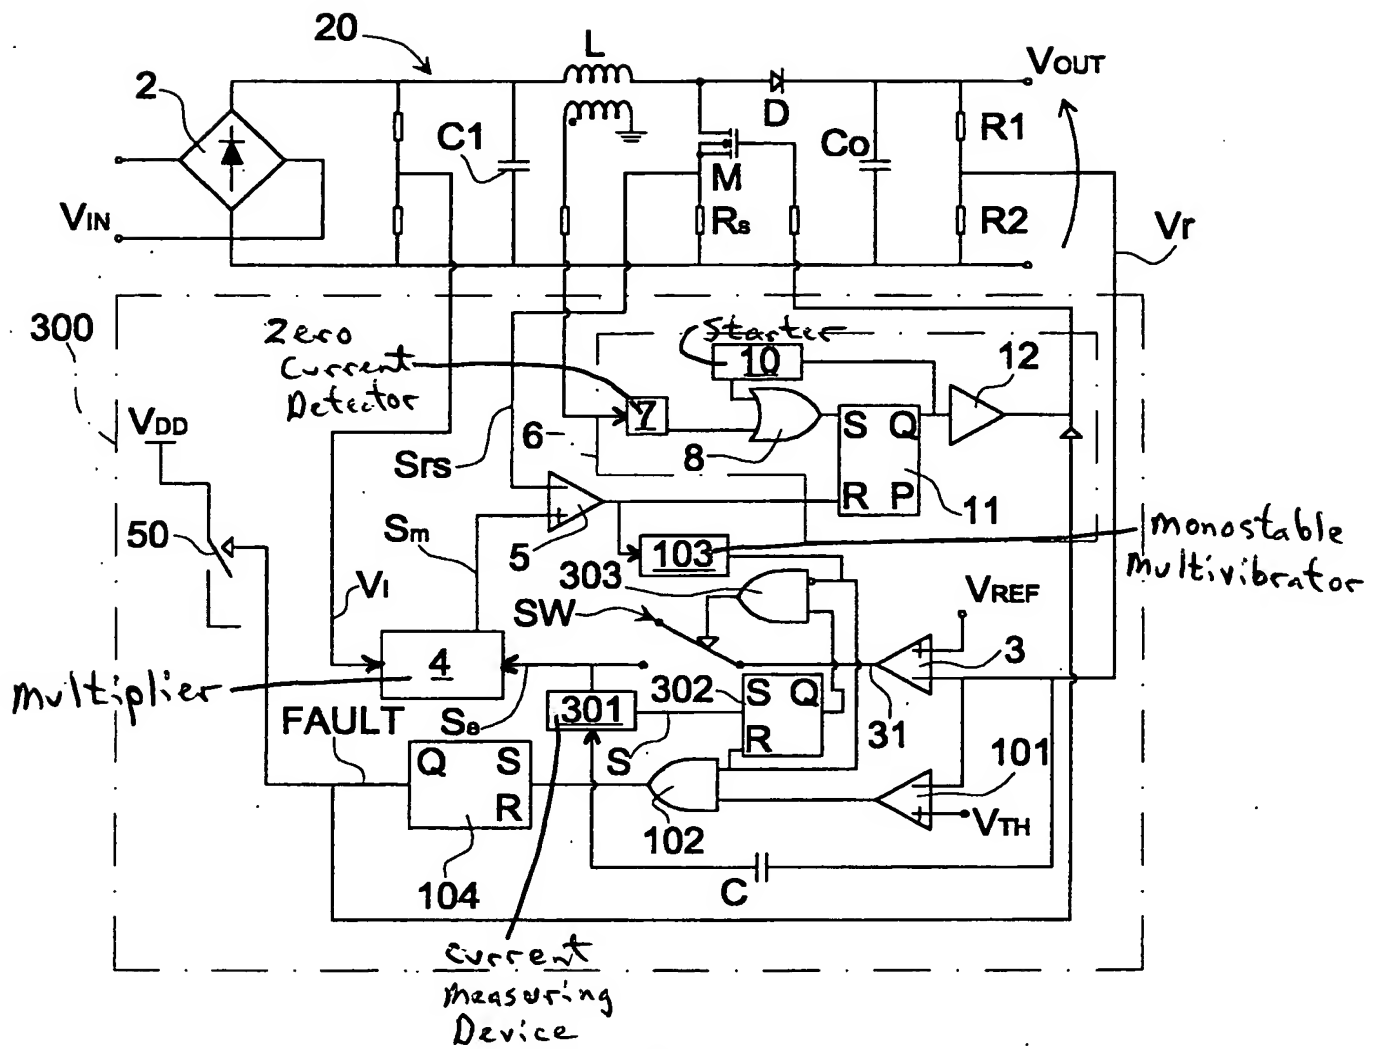 20
L
VOUT
2
D
C1
Co
R1
M
VIN
Rs
R2
Vr
300
Zero
Current
Detector
Starter
10
12
VDD
7
S Q
6
8
Srs
R P
11
50
Sm
5
103
monostable
Multivibrator
303
VI
SW
VREF
4
3
multiplier
302
S Q
FAULT
Se
301
R
31
S
Q S
101
R
102
VTH
104
C
Current
measuring
Device